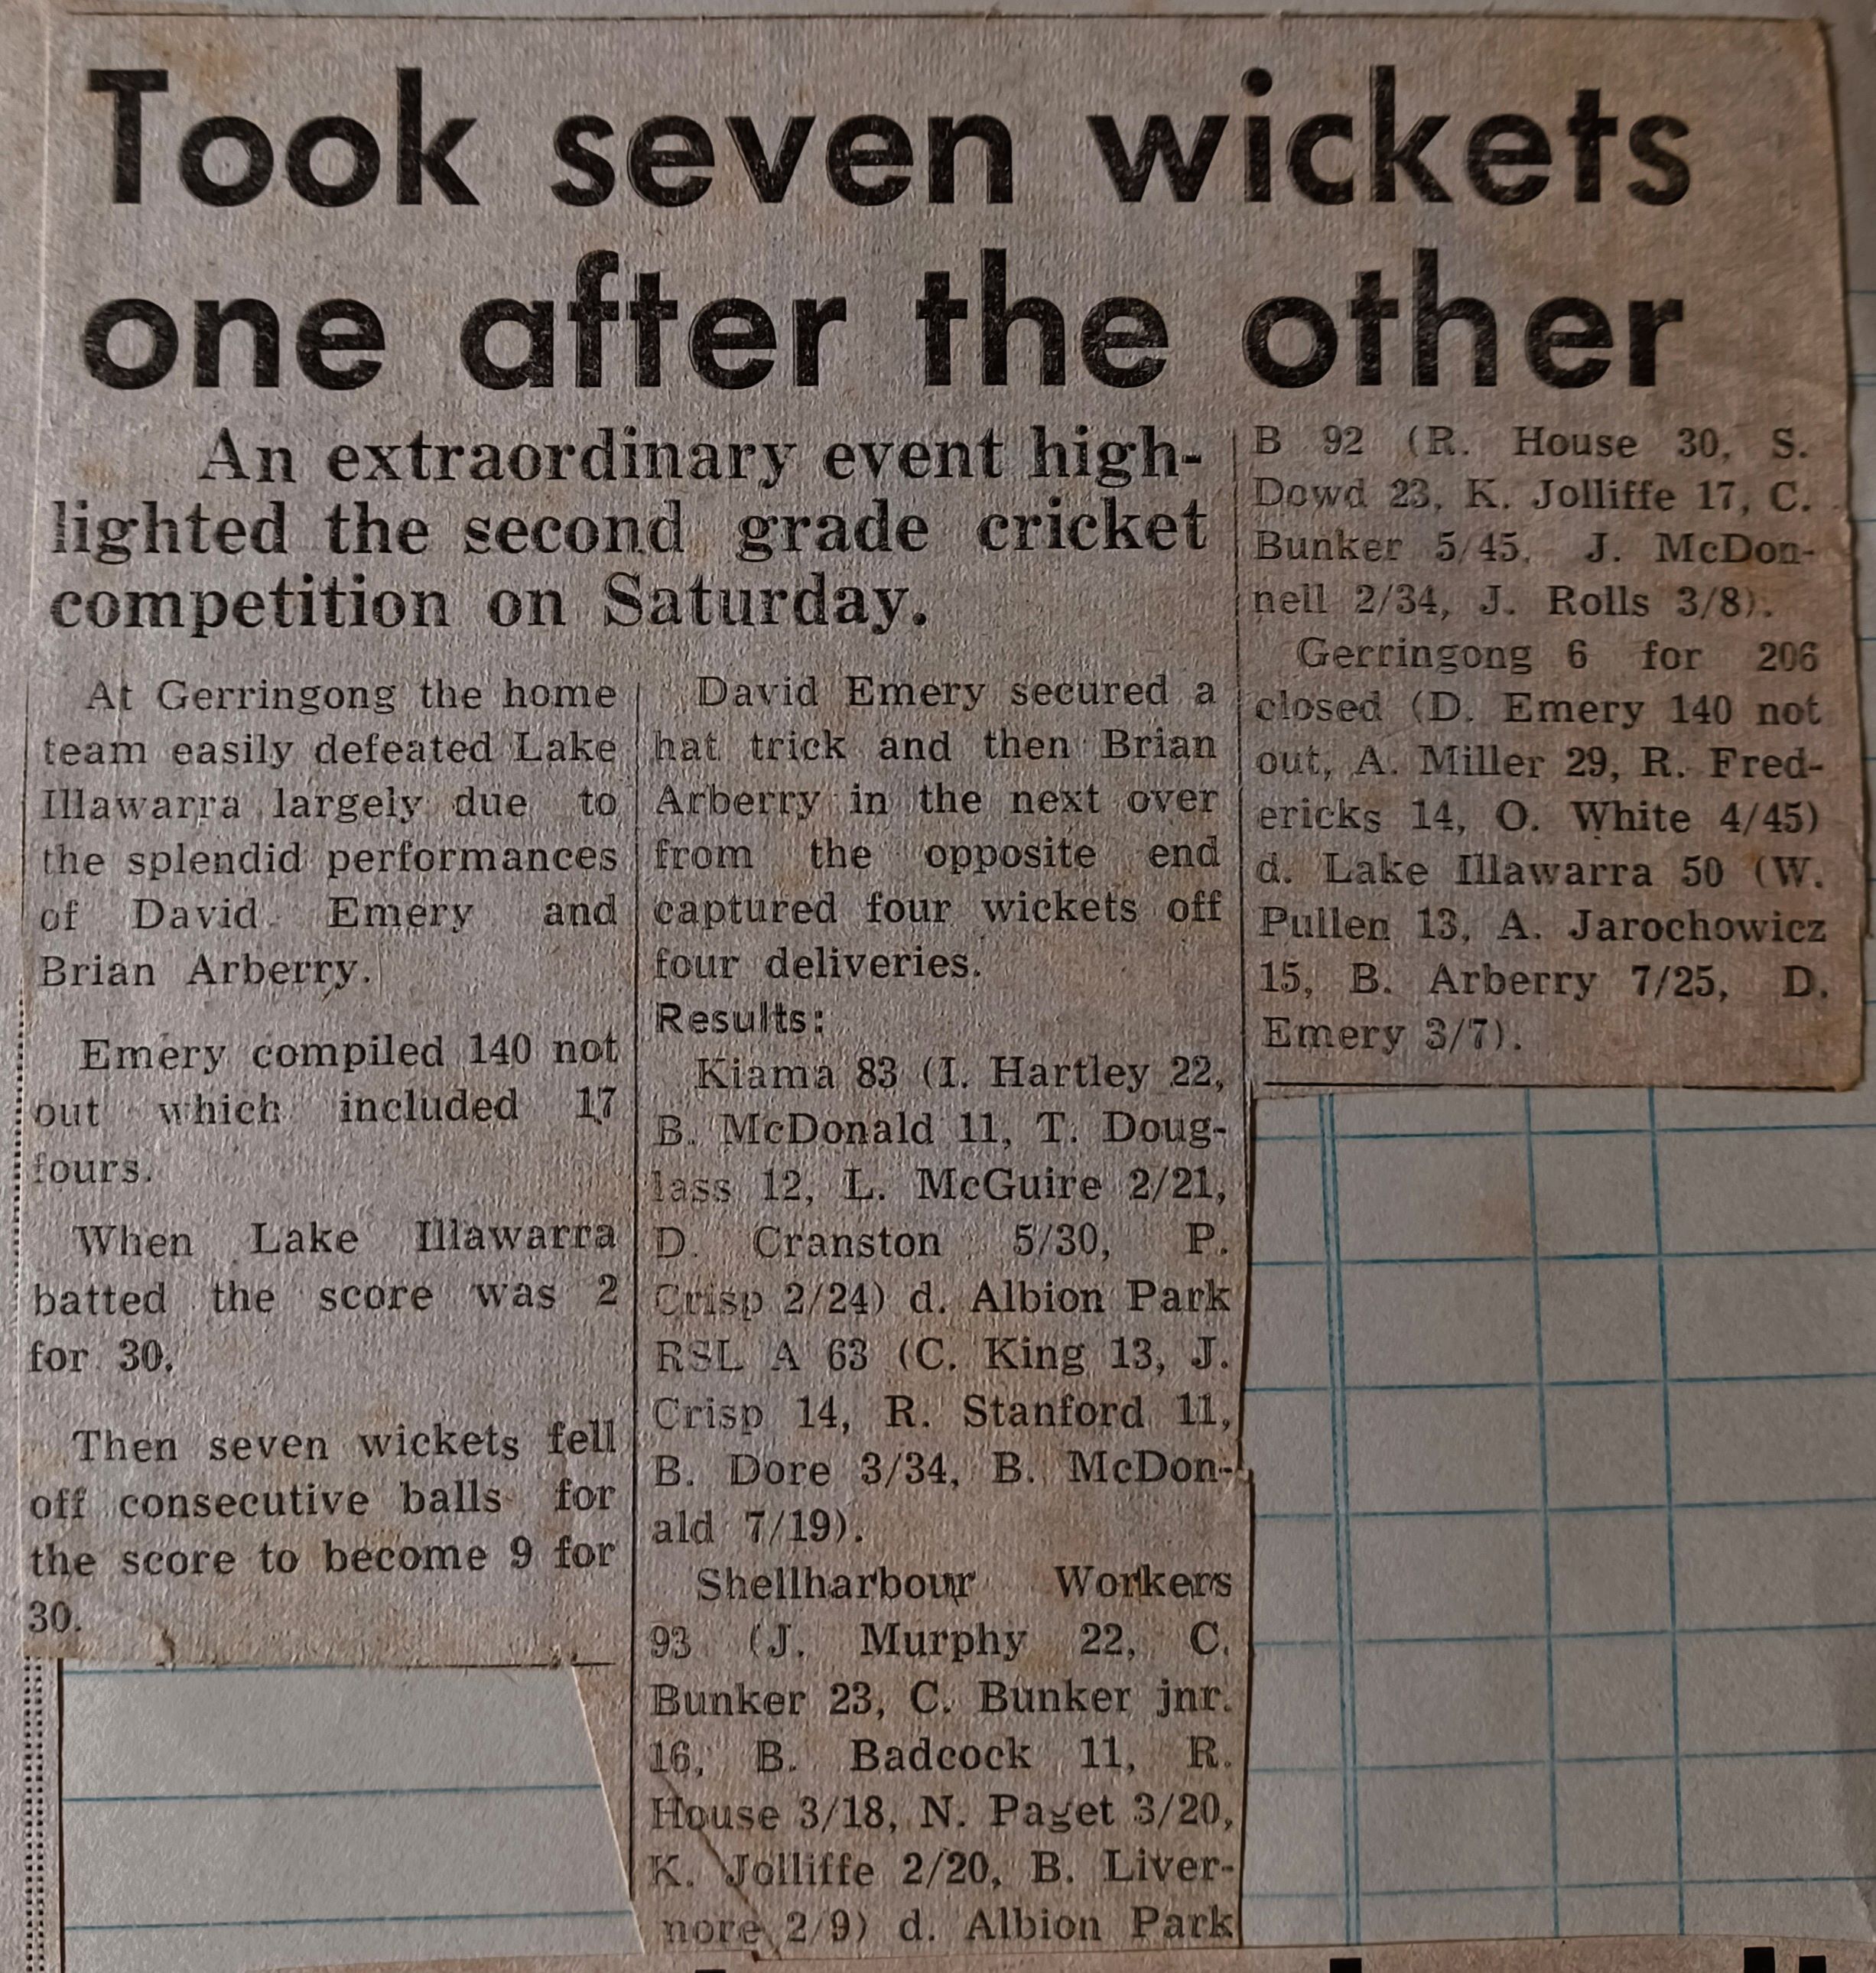 Took seven wickets
one after the other
An extraordinary event high-
lighted the second grade cricket
competition on Saturday.
At Gerringong the home
team easily defeated Lake
Illawarra largely due to
the splendid performances
of David Emery and
Brian Arberry.
Emery compiled 140 not
out which included 17
fours.
When Lake Illawarra
batted the score was 2
for 30.
Then seven wickets fell
off consecutive balls for
the score to become 9 for
30.
David Emery secured a
hat trick and then Brian
Arberry in the next over
from the opposite end
captured four wickets off
four deliveries.
Results:
Kiama 83 (I. Hartley 22,
B. McDonald 11, T. Doug-
lass 12, L. McGuire 2/21,
D. Cranston 5/30, P.
Crisp 2/24) d. Albion Park
RSL A 63 (C. King 13, J.
Crisp 14, R. Stanford 11,
B. Dore 3/34, B. McDon-
ald 7/19).
Shellharbour Workers
93 (J. Murphy 22, C.
Bunker 23, C. Bunker jnr.
16, B. Badcock 11, R.
House 3/18, N. Paget 3/20,
K. Jolliffe 2/20, B. Liver-
more 2/9) d. Albion Park
B 92 (R. House 30, S.
Dowd 23, K. Jolliffe 17, C.
Bunker 5/45, J. McDon-
nell 2/34, J. Rolls 3/8).
Gerringong 6 for 206
closed (D. Emery 140 not
out, A. Miller 29, R. Fred-
ericks 14, O. White 4/45)
d. Lake Illawarra 50 (W.
Pullen 13, A. Jarochowicz
15, B. Arberry 7/25, D.
Emery 3/7).